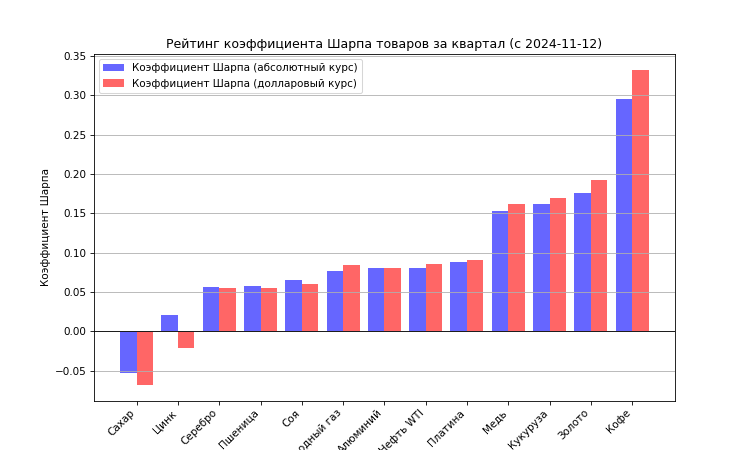 Рейтинг коэффициента Шарпа товаров за квартал (с 2024-11-12)
Коэффициент Шарпа (абсолютный курс)
Коэффициент Шарпа (долларовый курс)
Коэффициент Шарпа
0.35
0.30
0.25
0.20
0.15
0.10
0.05
0.00
−0.05
Сахар
Цинк
Серебро
Пшеница
Соя
одный газ
Алюминий
Нефть WTI
Платина
Медь
Кукуруза
Золото
Кофе